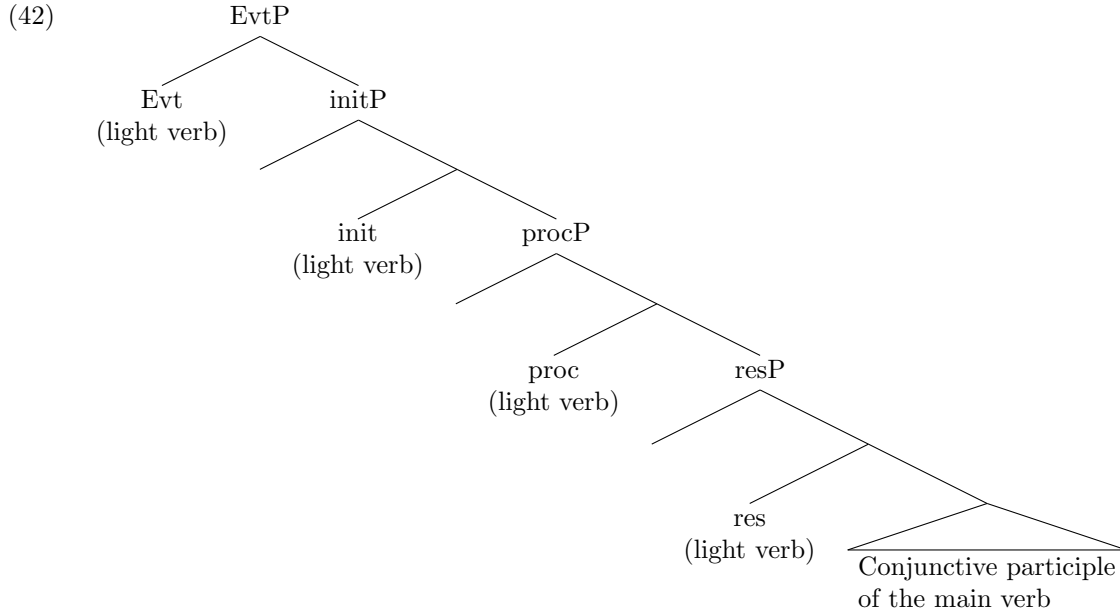 (42)
EvtP
Evt
(light verb)
initP
init
(light verb)
procP
proc
(light verb)
resP
res
(light verb)
Conjunctive participle
of the main verb